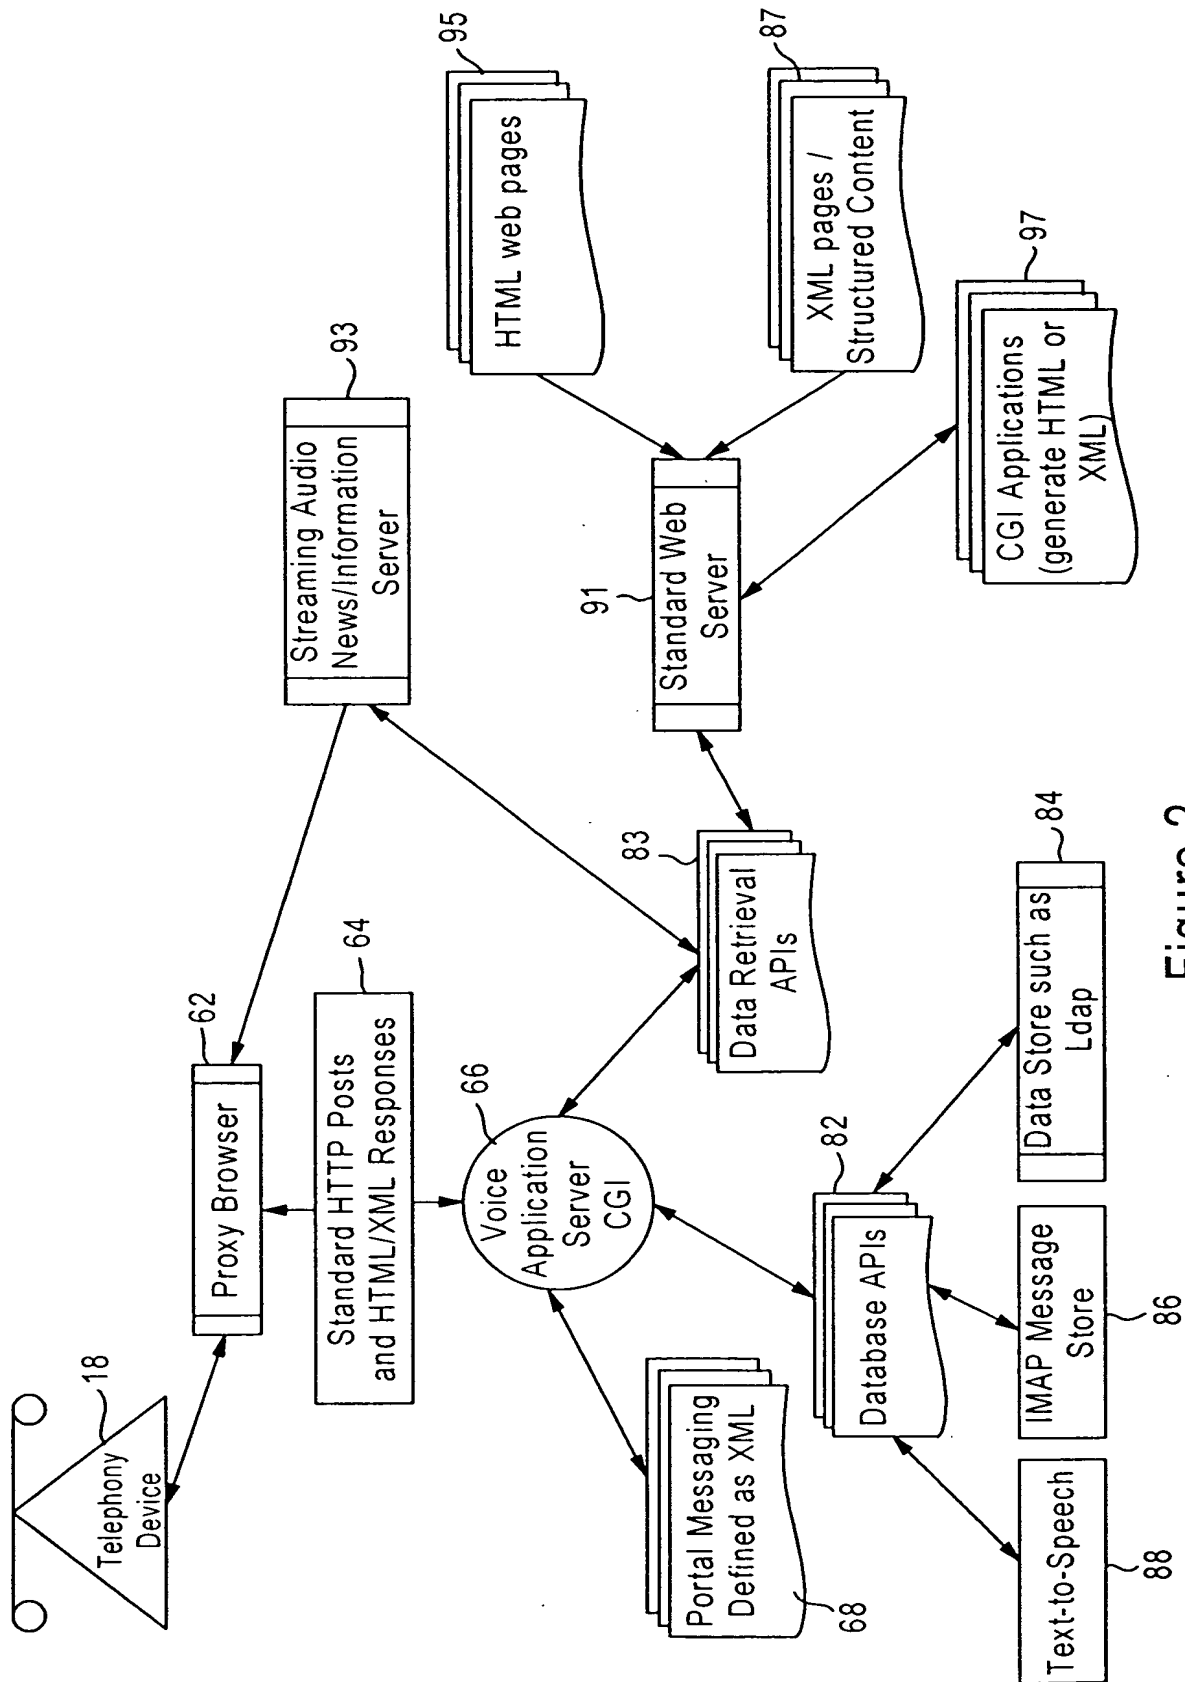 18
Telephony
Device
62
Proxy Browser
64
Standard HTTP Posts
and HTML/XML Responses
93
Streaming Audio
News/Information
Server
95
HTML web pages
66
Voice
Application
Server
CGI
83
Data Retrieval
APIs
91
Standard Web
Server
87
XML pages /
Structured Content
68
Portal Messaging
Defined as XML
82
Database APIs
97
CGI Applications
(generate HTML or
XML)
88
Text-to-Speech
86
IMAP Message
Store
84
Data Store such as
Ldap
Figure 2